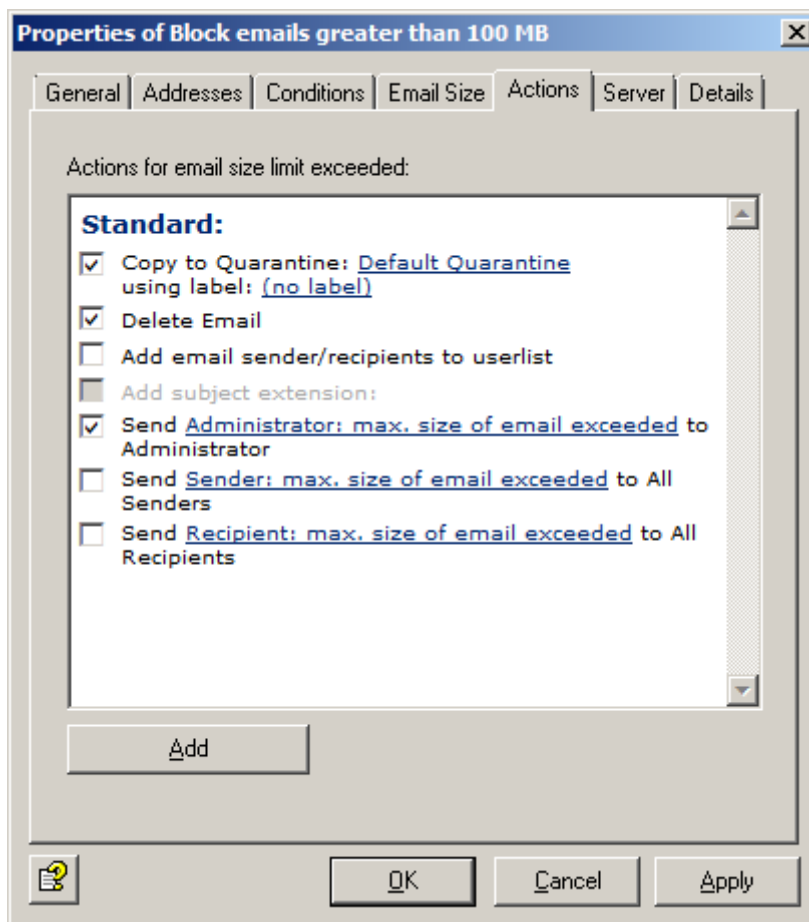 Properties of Block emails greater than 100 MB
General Addresses Conditions Email Size Actions Server Details
Actions for email size limit exceeded:
Standard:
Copy to Quarantine: Default Quarantine
using label: (no label)
Delete Email
Add email sender/recipients to userlist
Add subject extension:
Send Administrator: max. size of email exceeded to
Administrator
Send Sender: max. size of email exceeded to All
Senders
Send Recipient: max. size of email exceeded to All
Recipients
Add
OK Cancel Apply